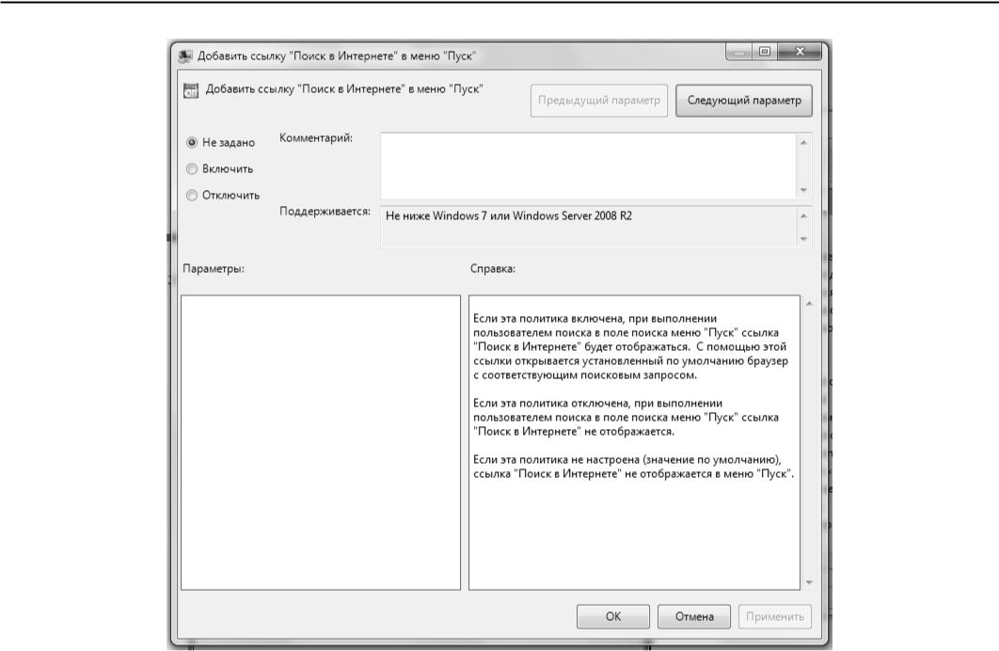 Добавить ссылку "Поиск в Интернете" в меню "Пуск"
Добавить ссылку "Поиск в Интернете" в меню "Пуск"
Предыдущий параметр
Следующий параметр
Не задано
Комментарий:
Включить
Отключить
Поддерживается:
Не ниже Windows 7 или Windows Server 2008 R2
Параметры:
Справка:
Если эта политика включена, при выполнении
пользователем поиска в поле поиска меню "Пуск" ссылка
"Поиск в Интернете" будет отображаться.  С помощью этой
ссылки открывается установленный по умолчанию браузер
с соответствующим поисковым запросом.
Если эта политика отключена, при выполнении
пользователем поиска в поле поиска меню "Пуск" ссылка
"Поиск в Интернете" не отображается.
Если эта политика не настроена (значение по умолчанию),
ссылка "Поиск в Интернете" не отображается в меню "Пуск".
ОК
Отмена
Применить